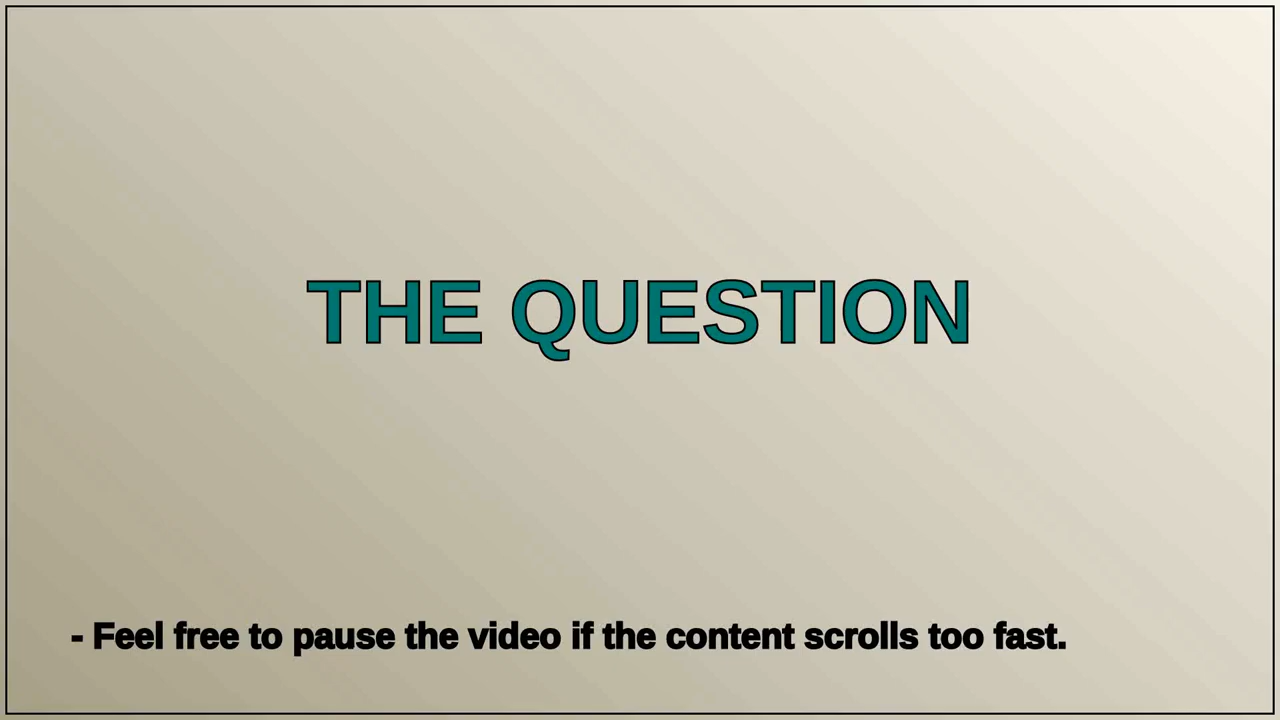 THE QUESTION
- Feel free to pause the video if the content scrolls too fast.